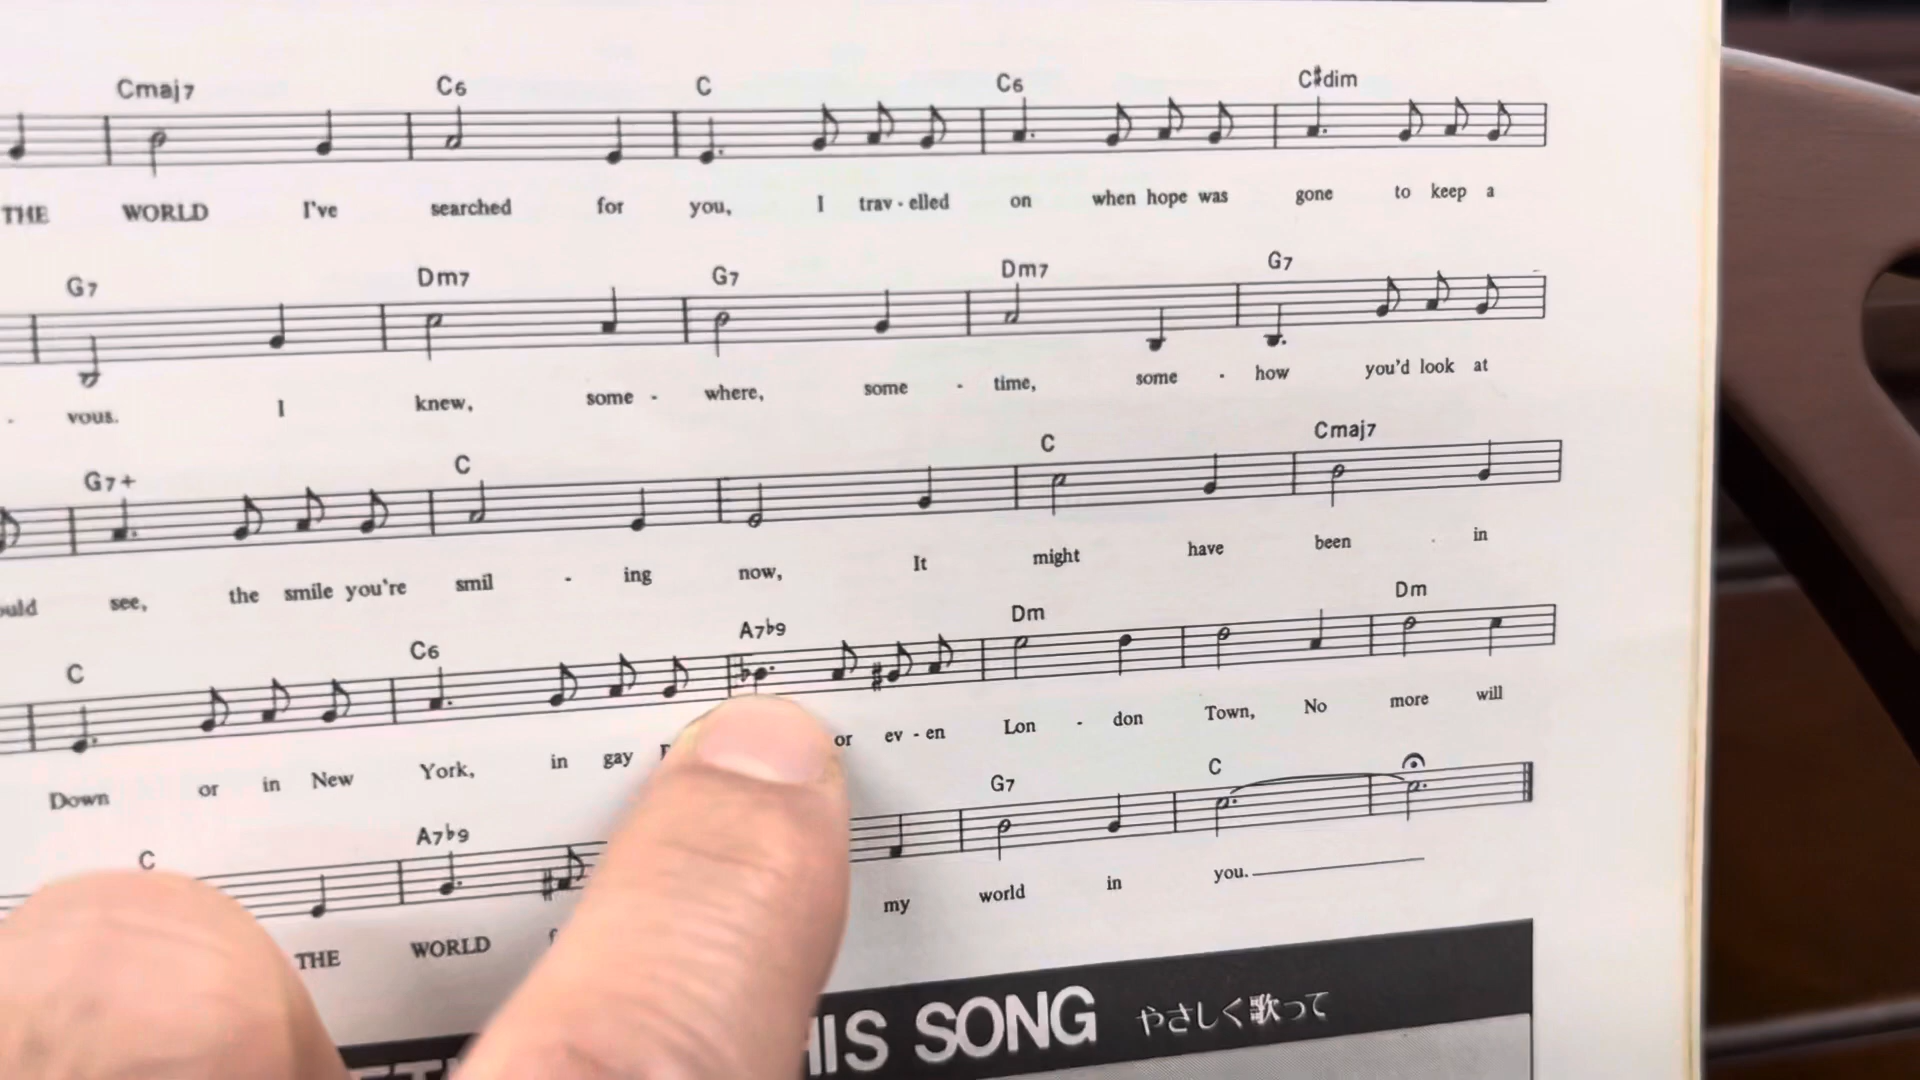 Cmaj7 C6 C C6 C♯dim
THE WORLD I've searched for you, I trav - elled on when hope was gone to keep a
G7 Dm7 G7 Dm7 G7
- vous. I knew, some - where, some - time, some - how you'd look at
G7+ C C Cmaj7
see, the smile you're smil - ing now, It might have been in
C C6 A7♭9 Dm Dm
Down or in New York, in gay or ev - en Lon - don Town, No more will
C A7♭9 G7 C
THE WORLD my world in you.
HIS SONG やさしく歌って